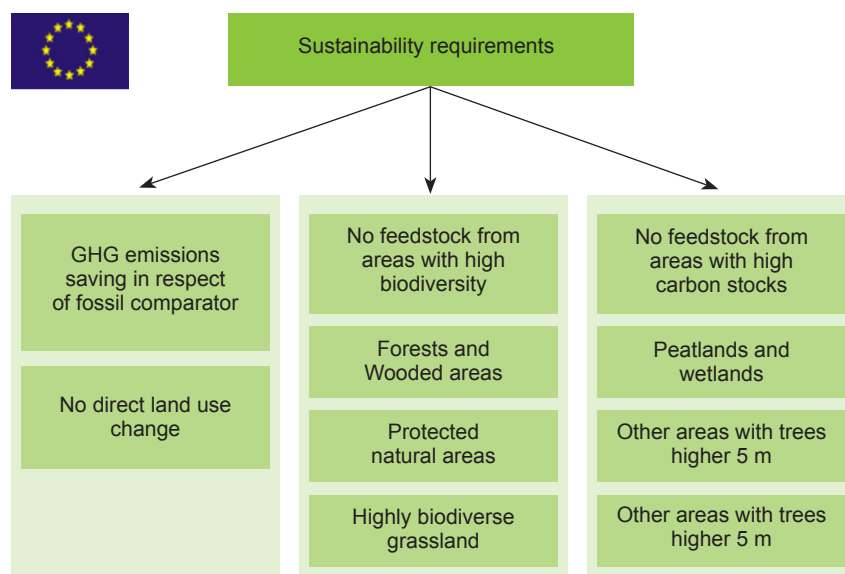 Sustainability requirements
GHG emissions
saving in respect
of fossil comparator
No direct land use
change
No feedstock from
areas with high
biodiversity
Forests and
Wooded areas
Protected
natural areas
Highly biodiverse
grassland
No feedstock from
areas with high
carbon stocks
Peatlands and
wetlands
Other areas with trees
higher 5 m
Other areas with trees
higher 5 m